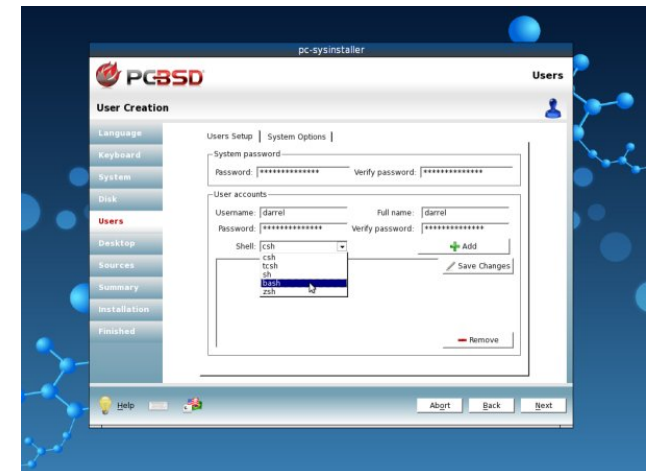 pc-sysinstaller
PCBSD
Users
User Creation
Language
Keyboard
System
Disk
Users
Desktop
Sources
Summary
Installation
Finished
Users Setup
System Options
System password
Password: **************
Verify password: **************
User accounts
Username: darrel
Full name: darrel
Password: **************
Verify password: **************
Shell: csh
Add
csh
tcsh
sh
bash
zsh
Save Changes
Remove
Help
Abort
Back
Next